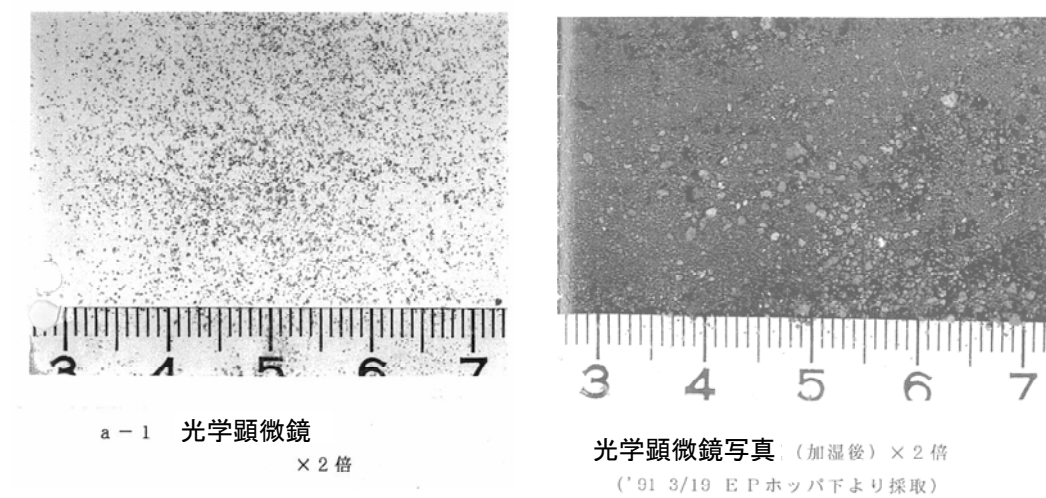 3 4 5 6 7
a－1 光学顕微鏡
×2倍
3 4 5 6 7
光学顕微鏡写真 （加湿後）×2倍
（'91 3/19 EPホッパ下より採取）